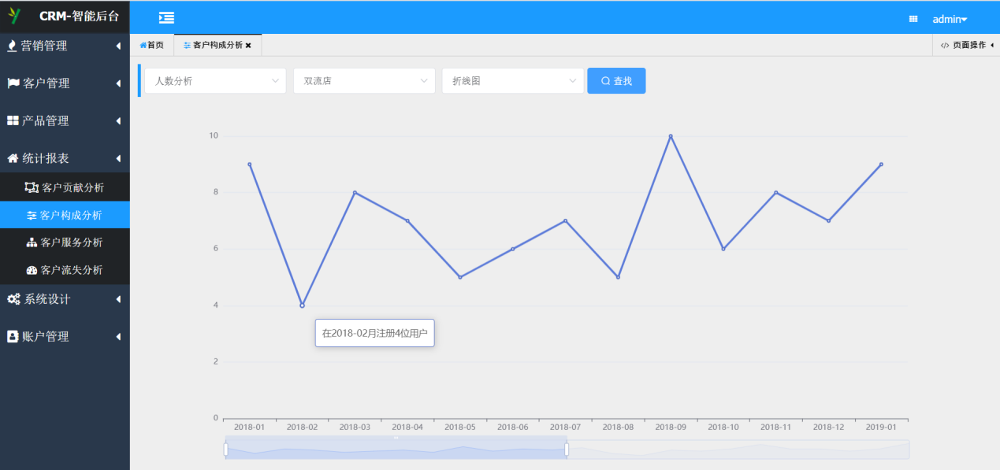 CRM-智能后台
admin
首页
客户构成分析
页面操作
营销管理
客户管理
产品管理
统计报表
客户贡献分析
客户构成分析
客户服务分析
客户流失分析
系统设计
账户管理
人数分析
双流店
折线图
查找
10
8
6
4
2
0
在2018-02月注册4位用户
2018-01 2018-02 2018-03 2018-04 2018-05 2018-06 2018-07 2018-08 2018-09 2018-10 2018-11 2018-12 2019-01